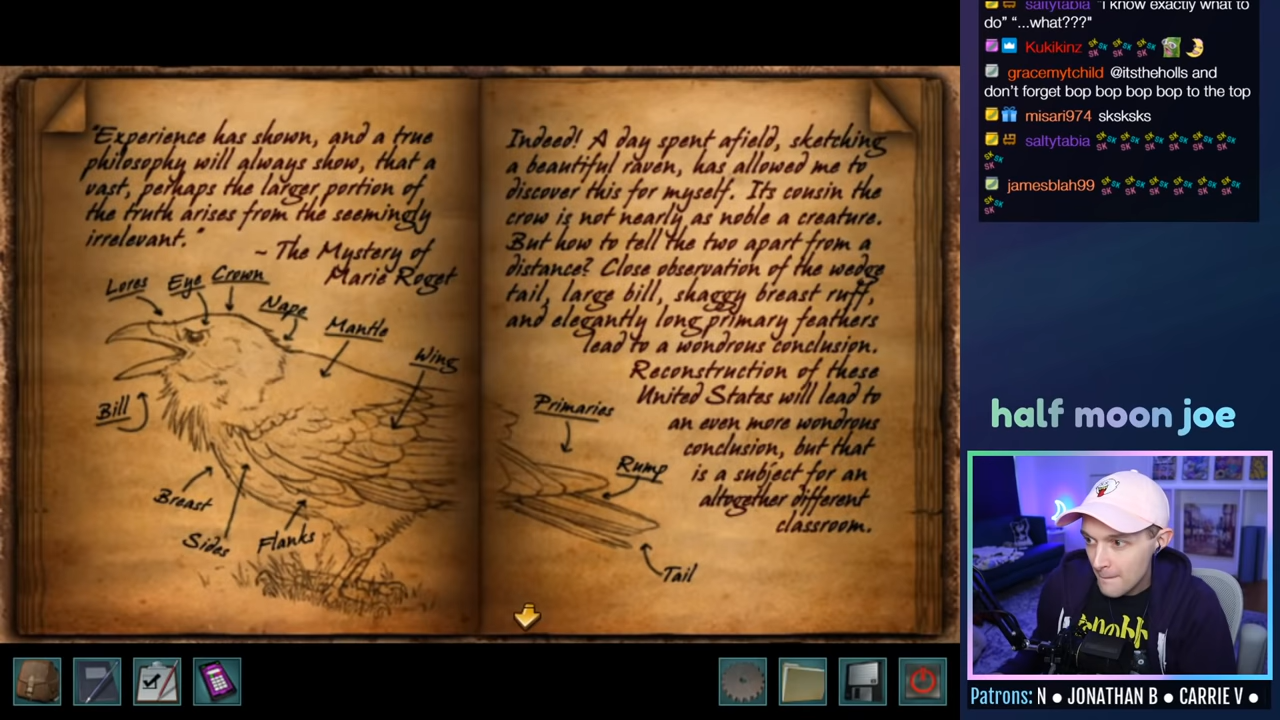 "Experience has shown, and a true
philosophy will always show, that a
vast, perhaps the larger portion of
the truth arises from the seemingly
irrelevant."
~ The Mystery of
Marie Roget
Lores
Eye
Crown
Nape
Mantle
Wing
Bill
Breast
Sides
Flanks
Indeed! A day spent afield, sketching
a beautiful raven, has allowed me to
discover this for myself. Its cousin the
crow is not nearly as noble a creature.
But how to tell the two apart from a
distance? Close observation of the wedge
tail, large bill, shaggy breast ruff,
and elegantly long primary feathers
lead to a wondrous conclusion.
Reconstruction of these
United States will lead to
an even more wondrous
conclusion, but that
is a subject for an
altogether different
classroom.
Primaries
Rump
Tail
saltytabia "I know exactly what to
do" "...what???"
Kukikinz
gracemytchild @itstheholls and
don't forget bop bop bop bop to the top
misari974 sksksks
saltytabia
jamesblah99
half moon joe
Patrons: N ● JONATHAN B ● CARRIE V ●